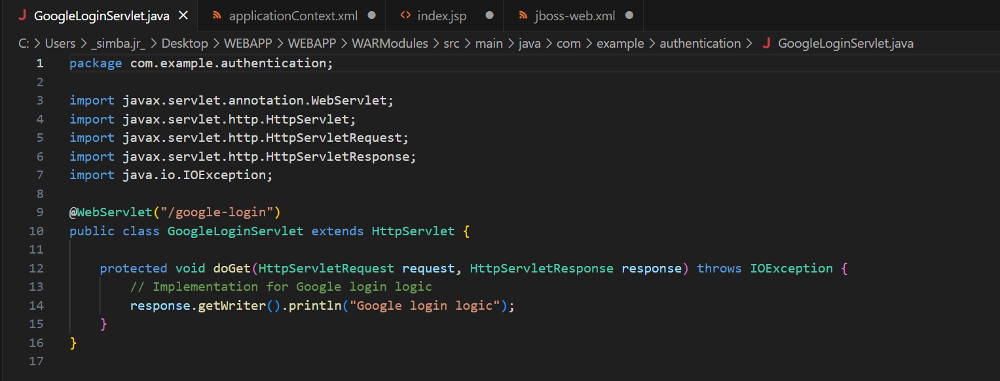 GoogleLoginServlet.java applicationContext.xml index.jsp jboss-web.xml
C: > Users > _simba.jr_ > Desktop > WEBAPP > WEBAPP > WARModules > src > main > java > com > example > authentication > J GoogleLoginServlet.java
1 package com.example.authentication;
2
3 import javax.servlet.annotation.WebServlet;
4 import javax.servlet.http.HttpServlet;
5 import javax.servlet.http.HttpServletRequest;
6 import javax.servlet.http.HttpServletResponse;
7 import java.io.IOException;
8
9 @WebServlet("/google-login")
10 public class GoogleLoginServlet extends HttpServlet {
11
12     protected void doGet(HttpServletRequest request, HttpServletResponse response) throws IOException {
13         // Implementation for Google login logic
14         response.getWriter().println("Google login logic");
15     }
16 }
17